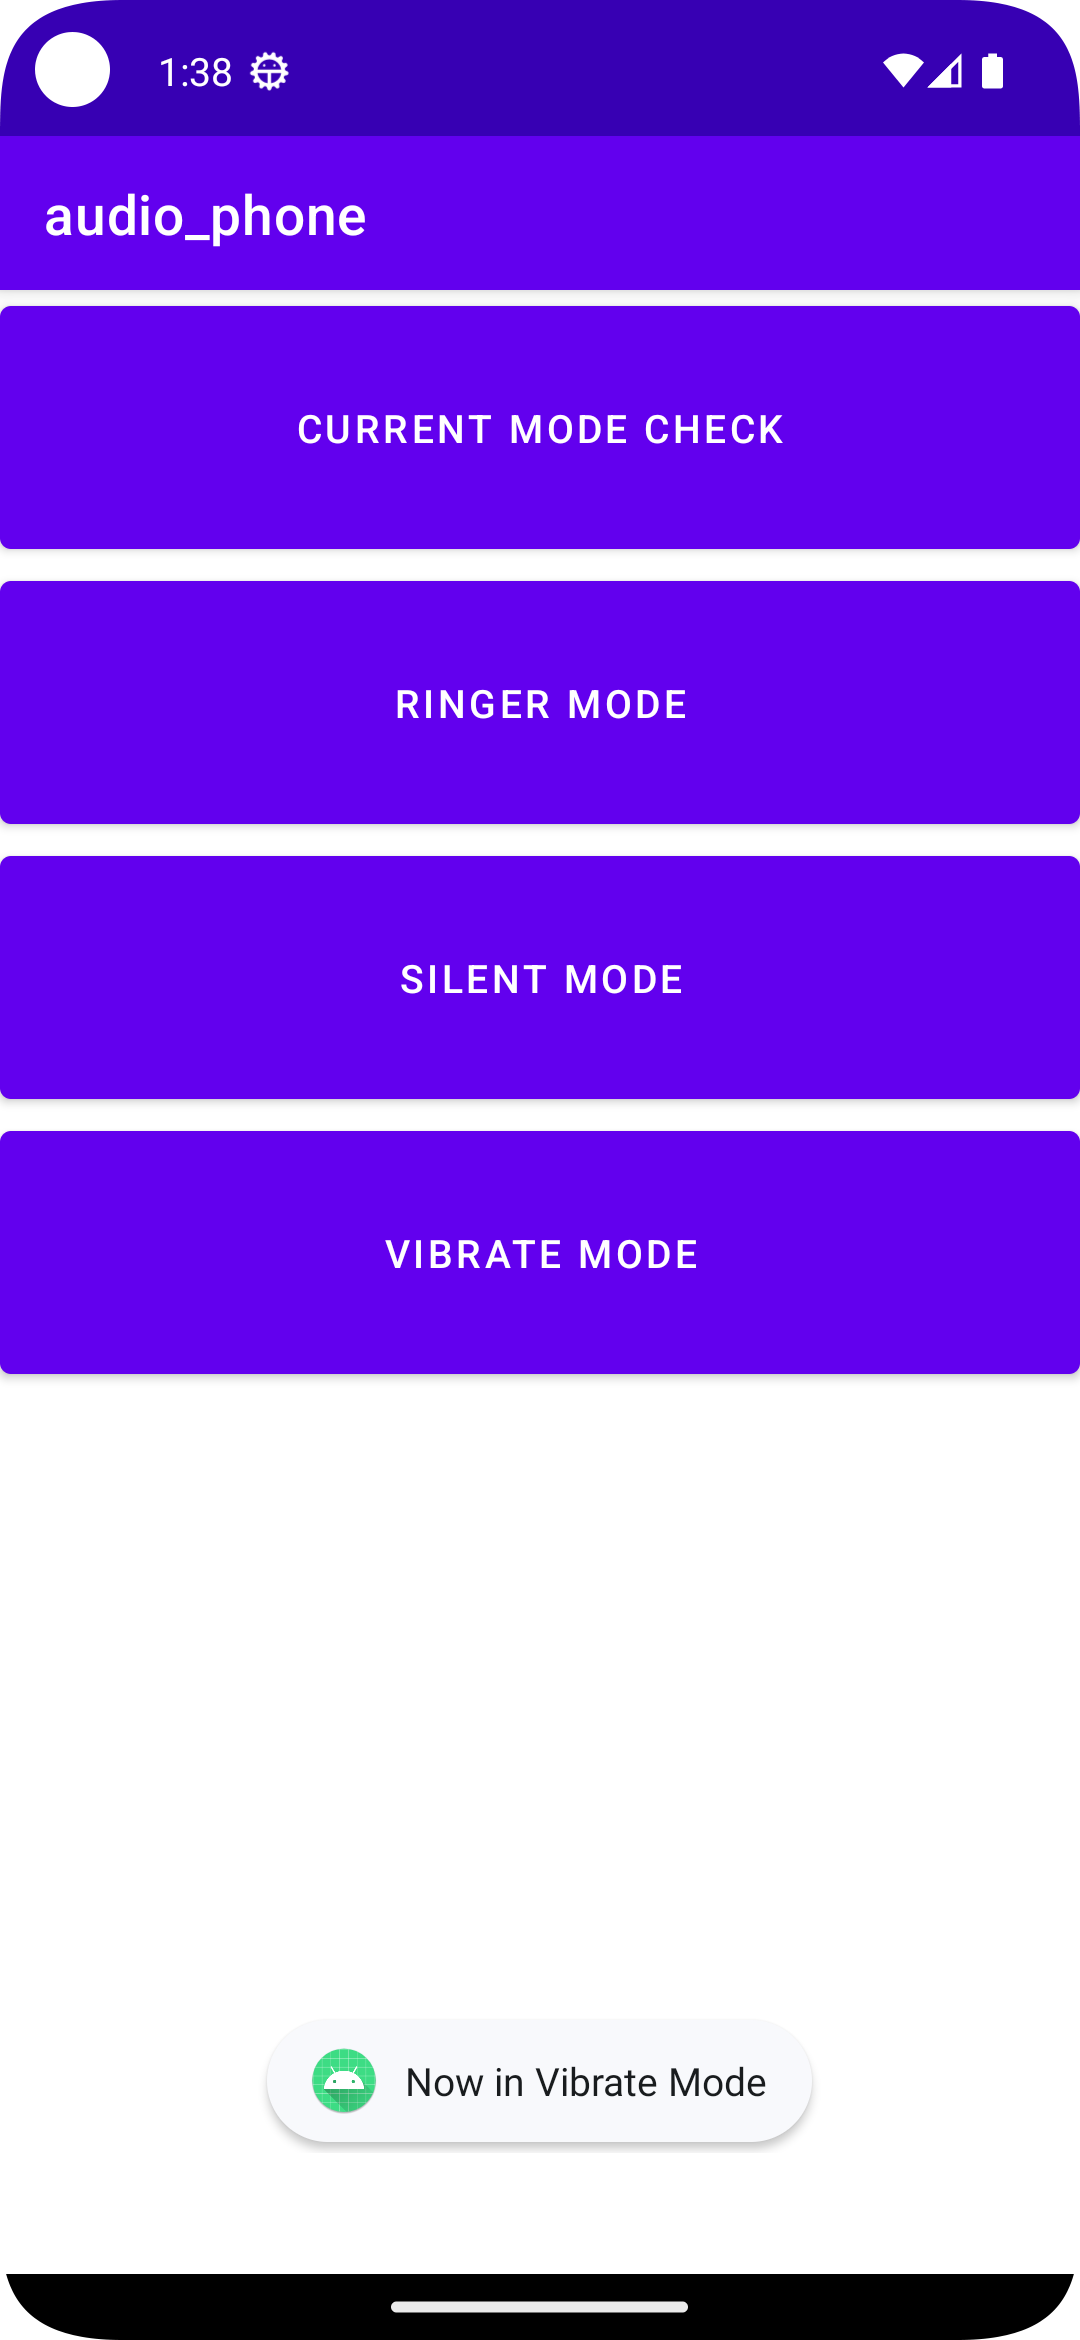 1:38
audio_phone
CURRENT MODE CHECK
RINGER MODE
SILENT MODE
VIBRATE MODE
Now in Vibrate Mode